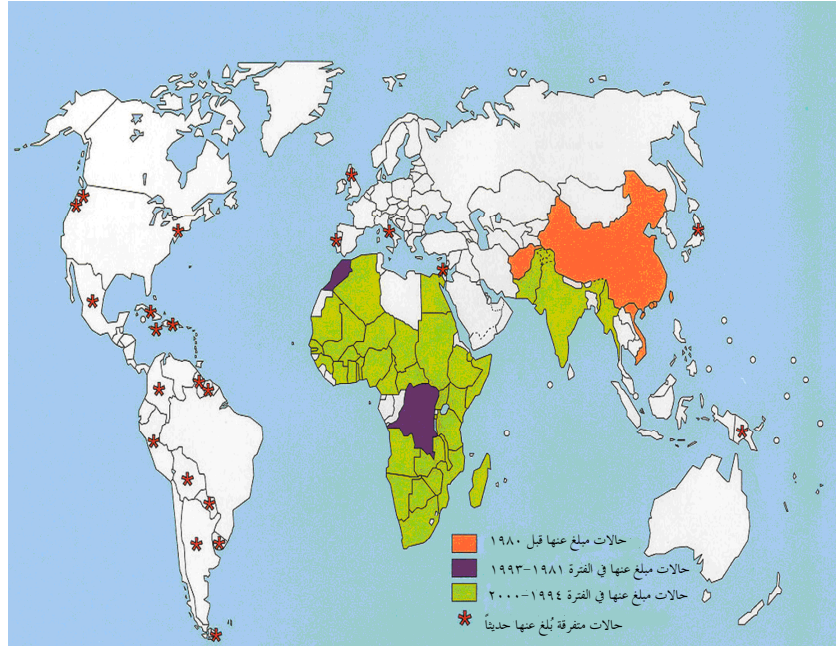 حالات مبلغ عنها قبل ١٩٨٠
حالات مبلغ عنها في الفترة ١٩٨١-١٩٩٣
حالات مبلغ عنها في الفترة ١٩٩٤-٢٠٠٠
حالات متفرقة بُلغ عنها حديثاً